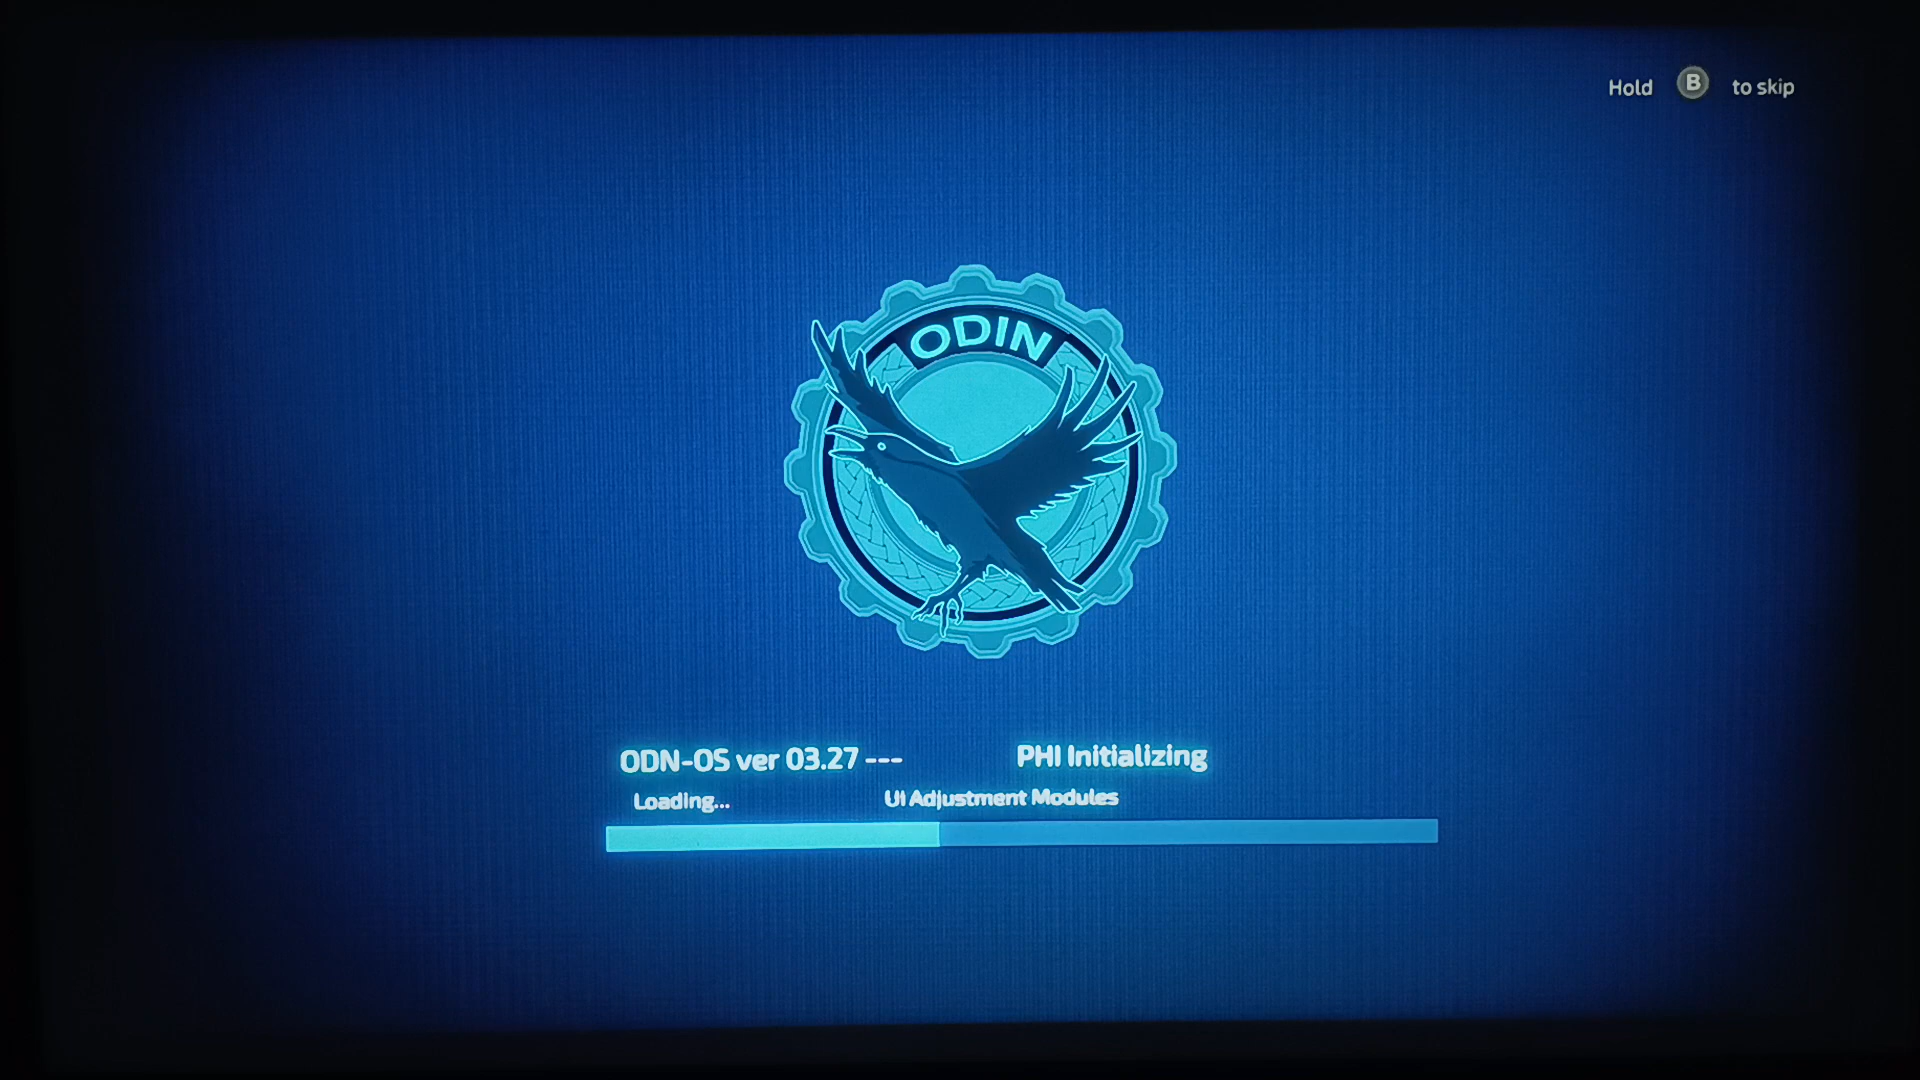 Hold B to skip
ODIN
ODN-OS ver 03.27 --- PHI Initializing
Loading... UI Adjustment Modules